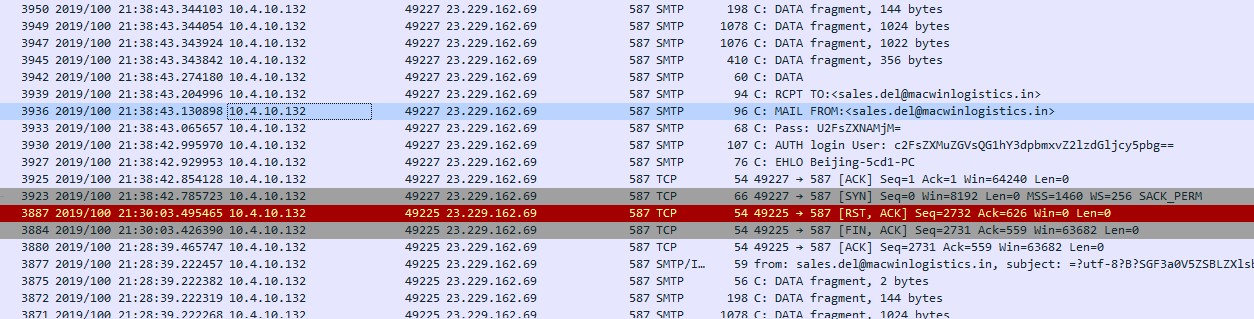 3950 2019/100 21:38:43.344103 10.4.10.132 49227 23.229.162.69 587 SMTP 198 C: DATA fragment, 144 bytes
3949 2019/100 21:38:43.344054 10.4.10.132 49227 23.229.162.69 587 SMTP 1078 C: DATA fragment, 1024 bytes
3947 2019/100 21:38:43.343924 10.4.10.132 49227 23.229.162.69 587 SMTP 1076 C: DATA fragment, 1022 bytes
3945 2019/100 21:38:43.343842 10.4.10.132 49227 23.229.162.69 587 SMTP 410 C: DATA fragment, 356 bytes
3942 2019/100 21:38:43.274180 10.4.10.132 49227 23.229.162.69 587 SMTP 60 C: DATA
3939 2019/100 21:38:43.204996 10.4.10.132 49227 23.229.162.69 587 SMTP 94 C: RCPT TO:<sales.del@macwinlogistics.in>
3936 2019/100 21:38:43.130898 10.4.10.132 49227 23.229.162.69 587 SMTP 96 C: MAIL FROM:<sales.del@macwinlogistics.in>
3933 2019/100 21:38:43.065657 10.4.10.132 49227 23.229.162.69 587 SMTP 68 C: Pass: U2FsZXNAMjM=
3930 2019/100 21:38:42.995970 10.4.10.132 49227 23.229.162.69 587 SMTP 107 C: AUTH login User: c2FsZXMuZGVsQG1hY3dpbmxvZ2lzdGljcy5pbg==
3927 2019/100 21:38:42.929953 10.4.10.132 49227 23.229.162.69 587 SMTP 76 C: EHLO Beijing-5cd1-PC
3925 2019/100 21:38:42.854128 10.4.10.132 49227 23.229.162.69 587 TCP 54 49227 → 587 [ACK] Seq=1 Ack=1 Win=64240 Len=0
3923 2019/100 21:38:42.785723 10.4.10.132 49227 23.229.162.69 587 TCP 66 49227 → 587 [SYN] Seq=0 Win=8192 Len=0 MSS=1460 WS=256 SACK_PERM
3887 2019/100 21:30:03.495465 10.4.10.132 49225 23.229.162.69 587 TCP 54 49225 → 587 [RST, ACK] Seq=2732 Ack=626 Win=0 Len=0
3884 2019/100 21:30:03.426390 10.4.10.132 49225 23.229.162.69 587 TCP 54 49225 → 587 [FIN, ACK] Seq=2731 Ack=559 Win=63682 Len=0
3880 2019/100 21:28:39.465747 10.4.10.132 49225 23.229.162.69 587 TCP 54 49225 → 587 [ACK] Seq=2731 Ack=559 Win=63682 Len=0
3877 2019/100 21:28:39.222457 10.4.10.132 49225 23.229.162.69 587 SMTP/I… 59 from: sales.del@macwinlogistics.in, subject: =?utf-8?B?SGF3a0V5ZSBLZXlsl
3875 2019/100 21:28:39.222382 10.4.10.132 49225 23.229.162.69 587 SMTP 56 C: DATA fragment, 2 bytes
3872 2019/100 21:28:39.222319 10.4.10.132 49225 23.229.162.69 587 SMTP 198 C: DATA fragment, 144 bytes
3871 2019/100 21:28:39.222268 10.4.10.132 49225 23.229.162.69 587 SMTP 1078 C: DATA fragment, 1024 bytes